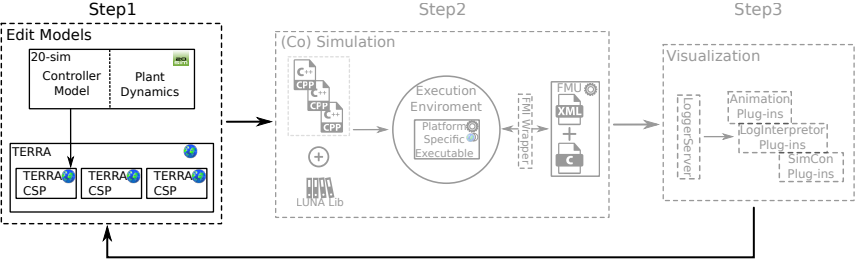 Step1
Edit Models
20-sim
Controller
Model
Plant
Dynamics
TERRA
TERRA
CSP
TERRA
CSP
TERRA
CSP
Step2
(Co) Simulation
C++
CPP
C++
CPP
C++
CPP
LUNA Lib
Execution
Enviroment
Platform
Specific
Executable
FMI Wrapper
FMU
XML
C
Step3
Visualization
LoggerServer
Animation
Plug-ins
LogInterpretor
Plug-ins
SimCon
Plug-ins